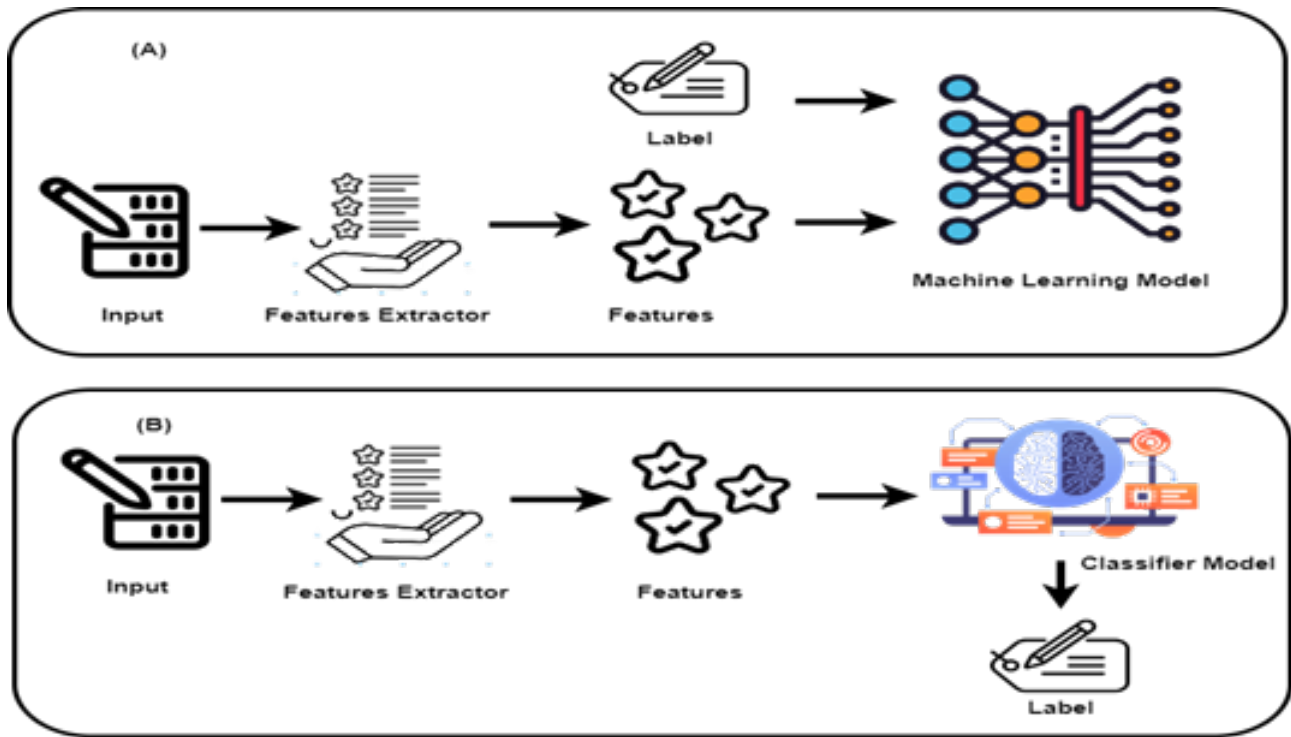 (A)
Label
Input
Features Extractor
Features
Machine Learning Model
(B)
Input
Features Extractor
Features
Classifier Model
Label